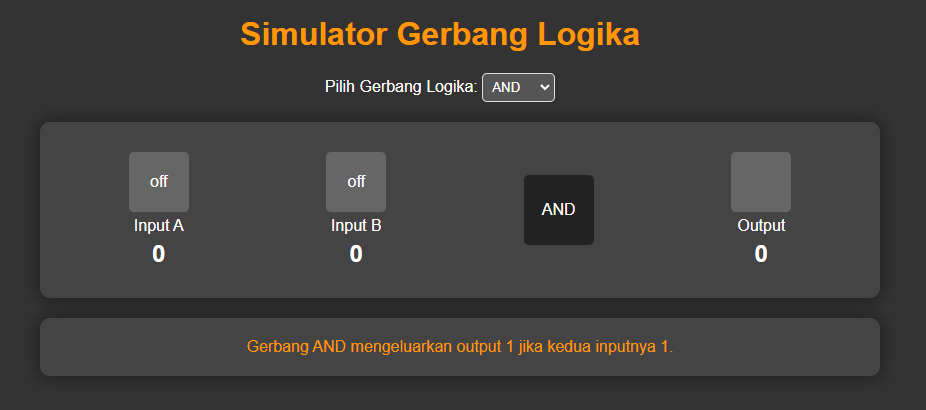 Simulator Gerbang Logika
Pilih Gerbang Logika: AND
off
Input A
0
off
Input B
0
AND
Output
0
Gerbang AND mengeluarkan output 1 jika kedua inputnya 1.